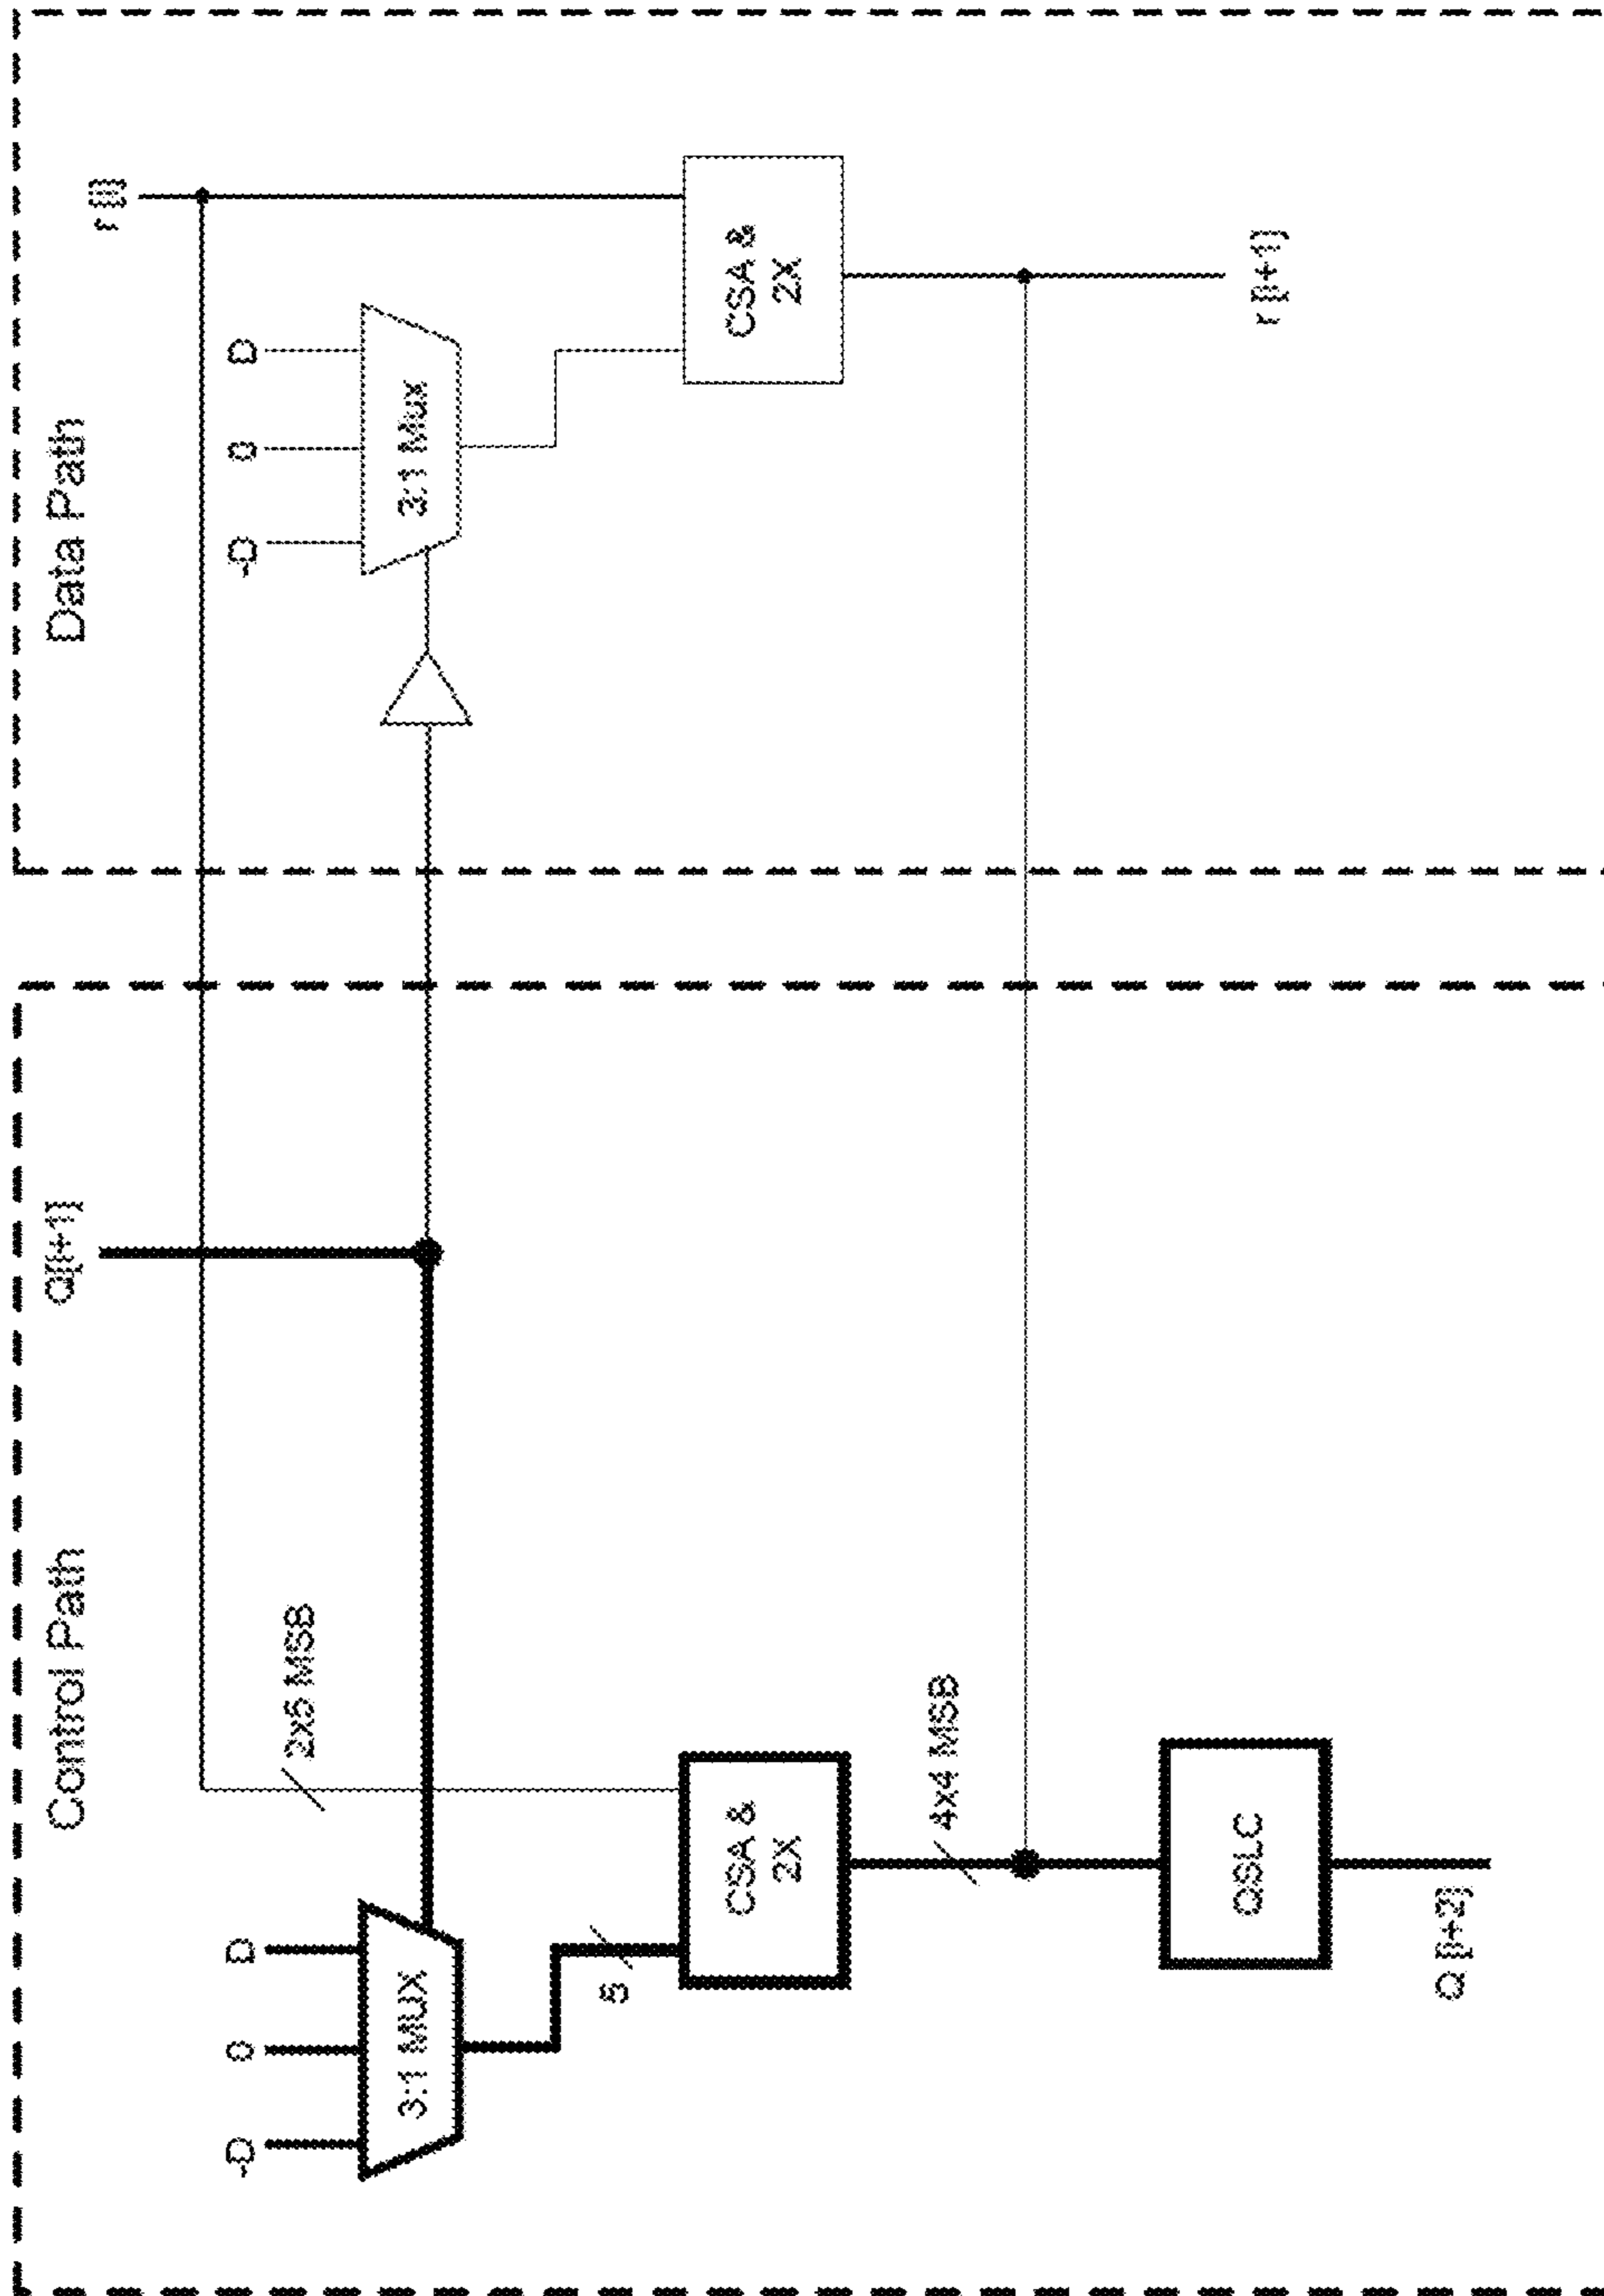 Control Path
Data Path
Q[i+1]
r [i]
-D
0
D
-D
0
D
2x5 MSB
3:1 MUX
3:1 Mux
5
CSA &
2X
CSA &
2X
4x4 MSB
QSLC
r [i+1]
Q [i+2]